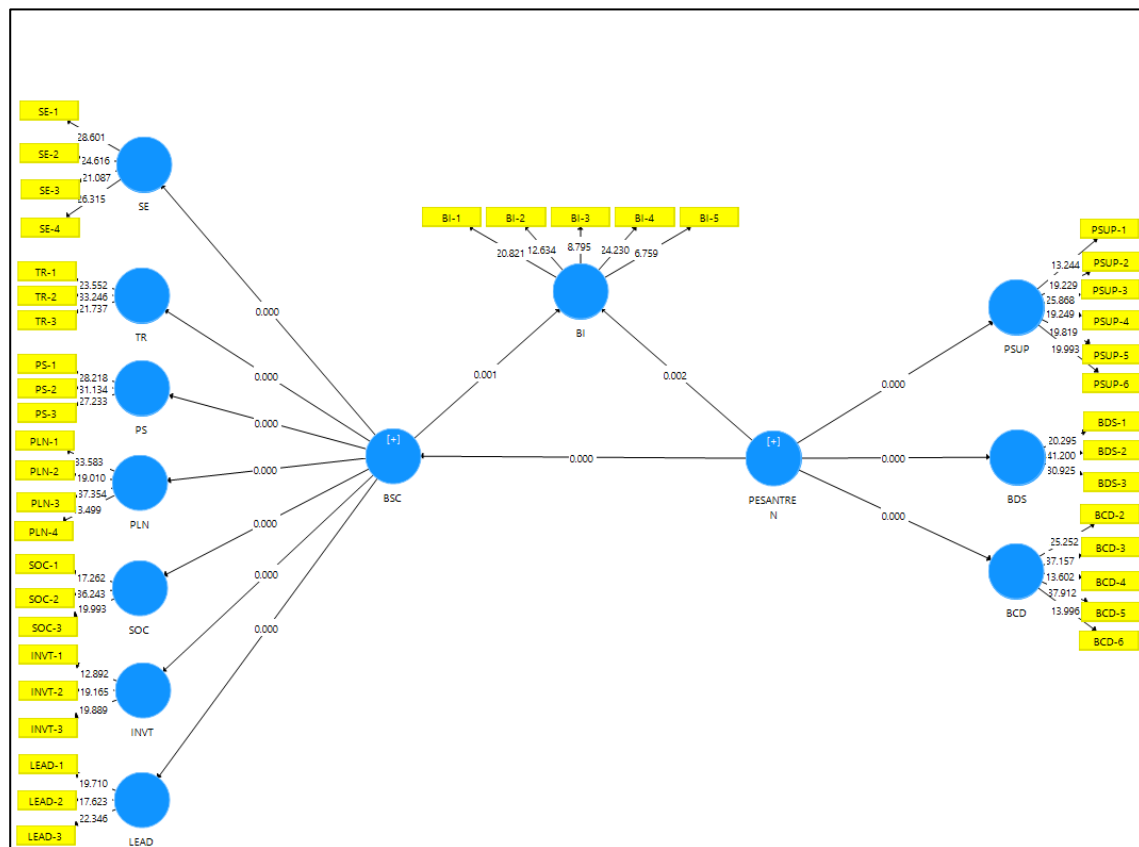 SE-1
SE-2
SE-3
SE-4
28.601
24.616
21.087
26.315
SE
TR-1
TR-2
TR-3
23.552
33.246
21.737
TR
PS-1
PS-2
PS-3
28.218
31.134
27.233
PS
PLN-1
PLN-2
PLN-3
PLN-4
33.583
19.010
37.354
3.499
PLN
SOC-1
SOC-2
SOC-3
17.262
36.243
19.993
SOC
INVT-1
INVT-2
INVT-3
12.892
19.165
19.889
INVT
LEAD-1
LEAD-2
LEAD-3
19.710
17.623
22.346
LEAD
0.000
0.000
0.000
0.000
0.000
0.000
0.000
[+]
BSC
BI-1
BI-2
BI-3
BI-4
BI-5
20.821
12.634
8.795
24.230
6.759
BI
0.001
0.002
0.000
[+]
PESANTRE
N
0.000
0.000
0.000
PSUP-1
PSUP-2
PSUP-3
PSUP-4
PSUP-5
PSUP-6
13.244
19.229
25.868
19.249
19.819
19.993
PSUP
BDS-1
BDS-2
BDS-3
20.295
41.200
30.925
BDS
BCD-2
BCD-3
BCD-4
BCD-5
BCD-6
25.252
37.157
13.602
37.912
13.996
BCD